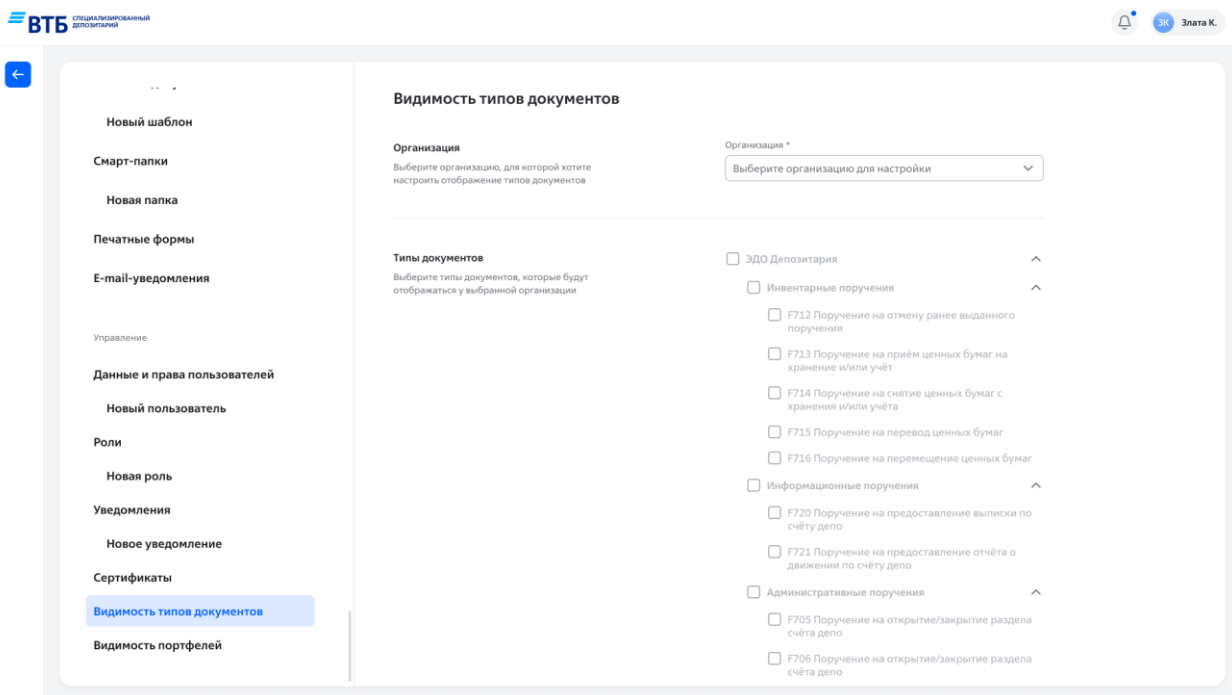 ВТБ СПЕЦИАЛИЗИРОВАННЫЙ
ДЕПОЗИТАРИЙ
ЗК Злата К.
Новый шаблон
Смарт-папки
Новая папка
Печатные формы
E-mail-уведомления
Управление
Данные и права пользователей
Новый пользователь
Роли
Новая роль
Уведомления
Новое уведомление
Сертификаты
Видимость типов документов
Видимость портфелей
Видимость типов документов
Организация
Выберите организацию, для которой хотите
настроить отображение типов документов
Организация *
Выберите организацию для настройки
Типы документов
Выберите типы документов, которые будут
отображаться у выбранной организации
ЭДО Депозитария
Инвентарные поручения
F712 Поручение на отмену ранее выданного
поручения
F713 Поручение на приём ценных бумаг на
хранение и/или учёт
F714 Поручение на снятие ценных бумаг с
хранения и/или учёта
F715 Поручение на перевод ценных бумаг
F716 Поручение на перемещение ценных бумаг
Информационные поручения
F720 Поручение на предоставление выписки по
счёту депо
F721 Поручение на предоставление отчёта о
движении по счёту депо
Административные поручения
F705 Поручение на открытие/закрытие раздела
счёта депо
F706 Поручение на открытие/закрытие раздела
счёта депо